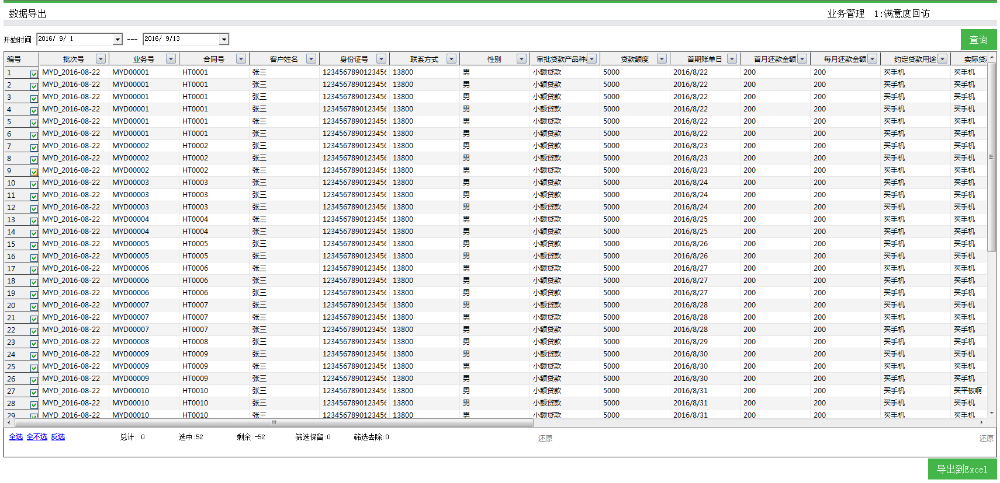 数据导出 业务管理 1:满意度回访
开始时间 2016/ 9/ 1 --- 2016/ 9/13 查询
编号 批次号 业务号 合同号 客户姓名 身份证号 联系方式 性别 审批贷款产品种 贷款额度 首期账单日 首月还款金额 每月还款金额 约定贷款用途 实际贷
1 MYD_2016-08-22 MYD00001 HT0001 张三 1234567890123456 13800 男 小额贷款 5000 2016/8/22 200 200 买手机 买手机
2 MYD_2016-08-22 MYD00001 HT0001 张三 1234567890123456 13800 男 小额贷款 5000 2016/8/22 200 200 买手机 买手机
3 MYD_2016-08-22 MYD00001 HT0001 张三 1234567890123456 13800 男 小额贷款 5000 2016/8/22 200 200 买手机 买手机
4 MYD_2016-08-22 MYD00001 HT0001 张三 1234567890123456 13800 男 小额贷款 5000 2016/8/22 200 200 买手机 买手机
5 MYD_2016-08-22 MYD00001 HT0001 张三 1234567890123456 13800 男 小额贷款 5000 2016/8/22 200 200 买手机 买手机
6 MYD_2016-08-22 MYD00001 HT0001 张三 1234567890123456 13800 男 小额贷款 5000 2016/8/22 200 200 买手机 买手机
7 MYD_2016-08-22 MYD00002 HT0002 张三 1234567890123456 13800 男 小额贷款 5000 2016/8/23 200 200 买手机 买手机
8 MYD_2016-08-22 MYD00002 HT0002 张三 1234567890123456 13800 男 小额贷款 5000 2016/8/23 200 200 买手机 买手机
9 MYD_2016-08-22 MYD00002 HT0002 张三 1234567890123456 13800 男 小额贷款 5000 2016/8/23 200 200 买手机 买手机
10 MYD_2016-08-22 MYD00003 HT0003 张三 1234567890123456 13800 男 小额贷款 5000 2016/8/24 200 200 买手机 买手机
11 MYD_2016-08-22 MYD00003 HT0003 张三 1234567890123456 13800 男 小额贷款 5000 2016/8/24 200 200 买手机 买手机
12 MYD_2016-08-22 MYD00003 HT0003 张三 1234567890123456 13800 男 小额贷款 5000 2016/8/24 200 200 买手机 买手机
13 MYD_2016-08-22 MYD00004 HT0004 张三 1234567890123456 13800 男 小额贷款 5000 2016/8/25 200 200 买手机 买手机
14 MYD_2016-08-22 MYD00004 HT0004 张三 1234567890123456 13800 男 小额贷款 5000 2016/8/25 200 200 买手机 买手机
15 MYD_2016-08-22 MYD00005 HT0005 张三 1234567890123456 13800 男 小额贷款 5000 2016/8/26 200 200 买手机 买手机
16 MYD_2016-08-22 MYD00005 HT0005 张三 1234567890123456 13800 男 小额贷款 5000 2016/8/26 200 200 买手机 买手机
17 MYD_2016-08-22 MYD00006 HT0006 张三 1234567890123456 13800 男 小额贷款 5000 2016/8/27 200 200 买手机 买手机
18 MYD_2016-08-22 MYD00006 HT0006 张三 1234567890123456 13800 男 小额贷款 5000 2016/8/27 200 200 买手机 买手机
19 MYD_2016-08-22 MYD00006 HT0006 张三 1234567890123456 13800 男 小额贷款 5000 2016/8/27 200 200 买手机 买手机
20 MYD_2016-08-22 MYD00007 HT0007 张三 1234567890123456 13800 男 小额贷款 5000 2016/8/28 200 200 买手机 买手机
21 MYD_2016-08-22 MYD00007 HT0007 张三 1234567890123456 13800 男 小额贷款 5000 2016/8/28 200 200 买手机 买手机
22 MYD_2016-08-22 MYD00007 HT0007 张三 1234567890123456 13800 男 小额贷款 5000 2016/8/28 200 200 买手机 买手机
23 MYD_2016-08-22 MYD00008 HT0008 张三 1234567890123456 13800 男 小额贷款 5000 2016/8/29 200 200 买手机 买手机
24 MYD_2016-08-22 MYD00009 HT0009 张三 1234567890123456 13800 男 小额贷款 5000 2016/8/30 200 200 买手机 买手机
25 MYD_2016-08-22 MYD00009 HT0009 张三 1234567890123456 13800 男 小额贷款 5000 2016/8/30 200 200 买手机 买手机
26 MYD_2016-08-22 MYD00009 HT0009 张三 1234567890123456 13800 男 小额贷款 5000 2016/8/30 200 200 买手机 买手机
27 MYD_2016-08-22 MYD00010 HT0010 张三 1234567890123456 13800 男 小额贷款 5000 2016/8/31 200 200 买手机 买平板啊
28 MYD_2016-08-22 MYD00010 HT0010 张三 1234567890123456 13800 男 小额贷款 5000 2016/8/31 200 200 买手机 买手机
29 MYD_2016-08-22 MYD00010 HT0010 张三 1234567890123456 13800 男 小额贷款 5000 2016/8/31 200 200 买手机 买手机
全选 全不选 反选 总计: 0 选中:52 剩余:-52 筛选保留:0 筛选去除:0 还原 还原
导出到Excel